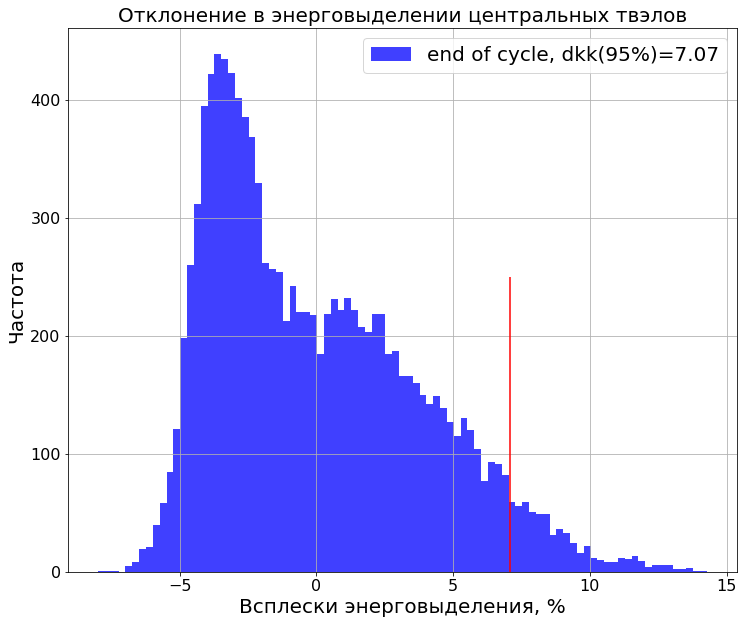 Отклонение в энерговыделении центральных твэлов
end of cycle, dkk(95%)=7.07
Частота
400
300
200
100
0
−5
0
5
10
15
Всплески энерговыделения, %